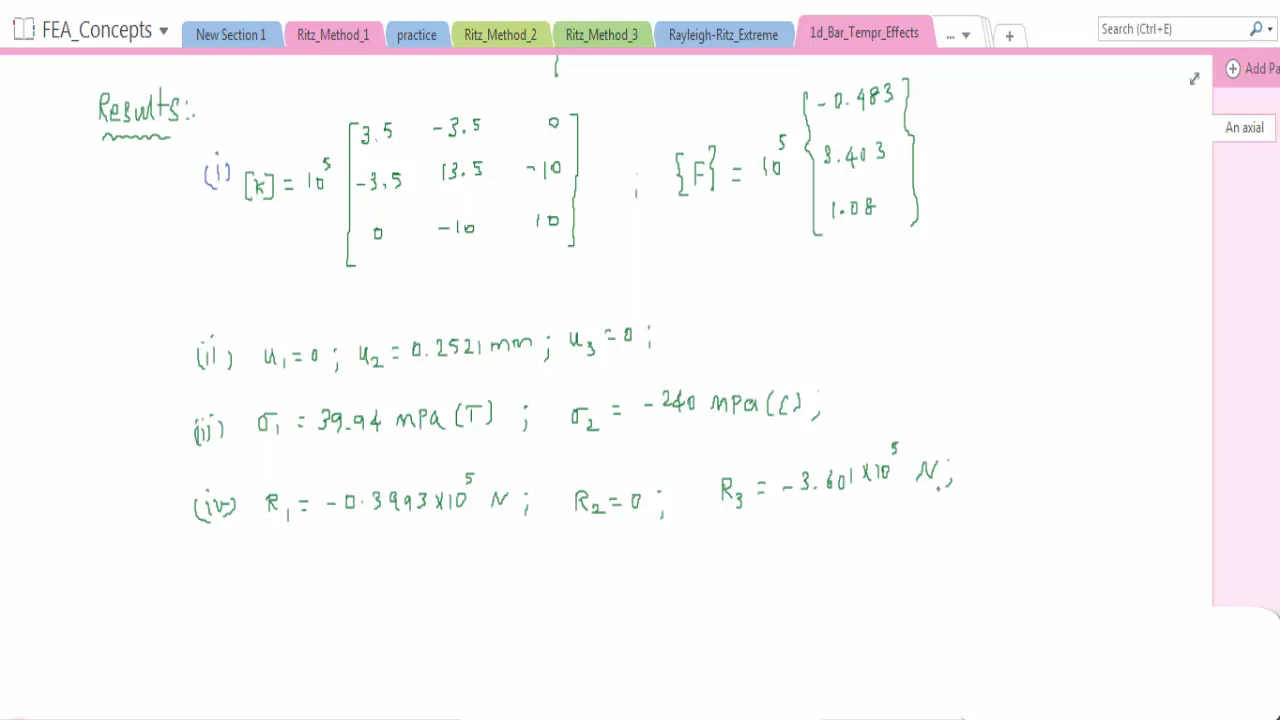 FEA_Concepts
New Section 1
Ritz_Method_1
practice
Ritz_Method_2
Ritz_Method_3
Rayleigh-Ritz_Extreme
1d_Bar_Tempr_Effects
...
+
Search (Ctrl+E)
Add Pa
An axial
Results:.
(i) [K] = 10^5 [3.5 -3.5 0
-3.5 13.5 -10
0 -10 10] ; {F} = 10^5 {-0.483
3.403
1.08}
(ii) u1 = 0 ; u2 = 0.2521 mm ; u3 = 0 ;
(ii) σ1 = 39.94 MPa (T) ; σ2 = -240 MPa (C) ;
(iv) R1 = -0.3993×10^5 N ; R2 = 0 ; R3 = -3.601×10^5 N ;